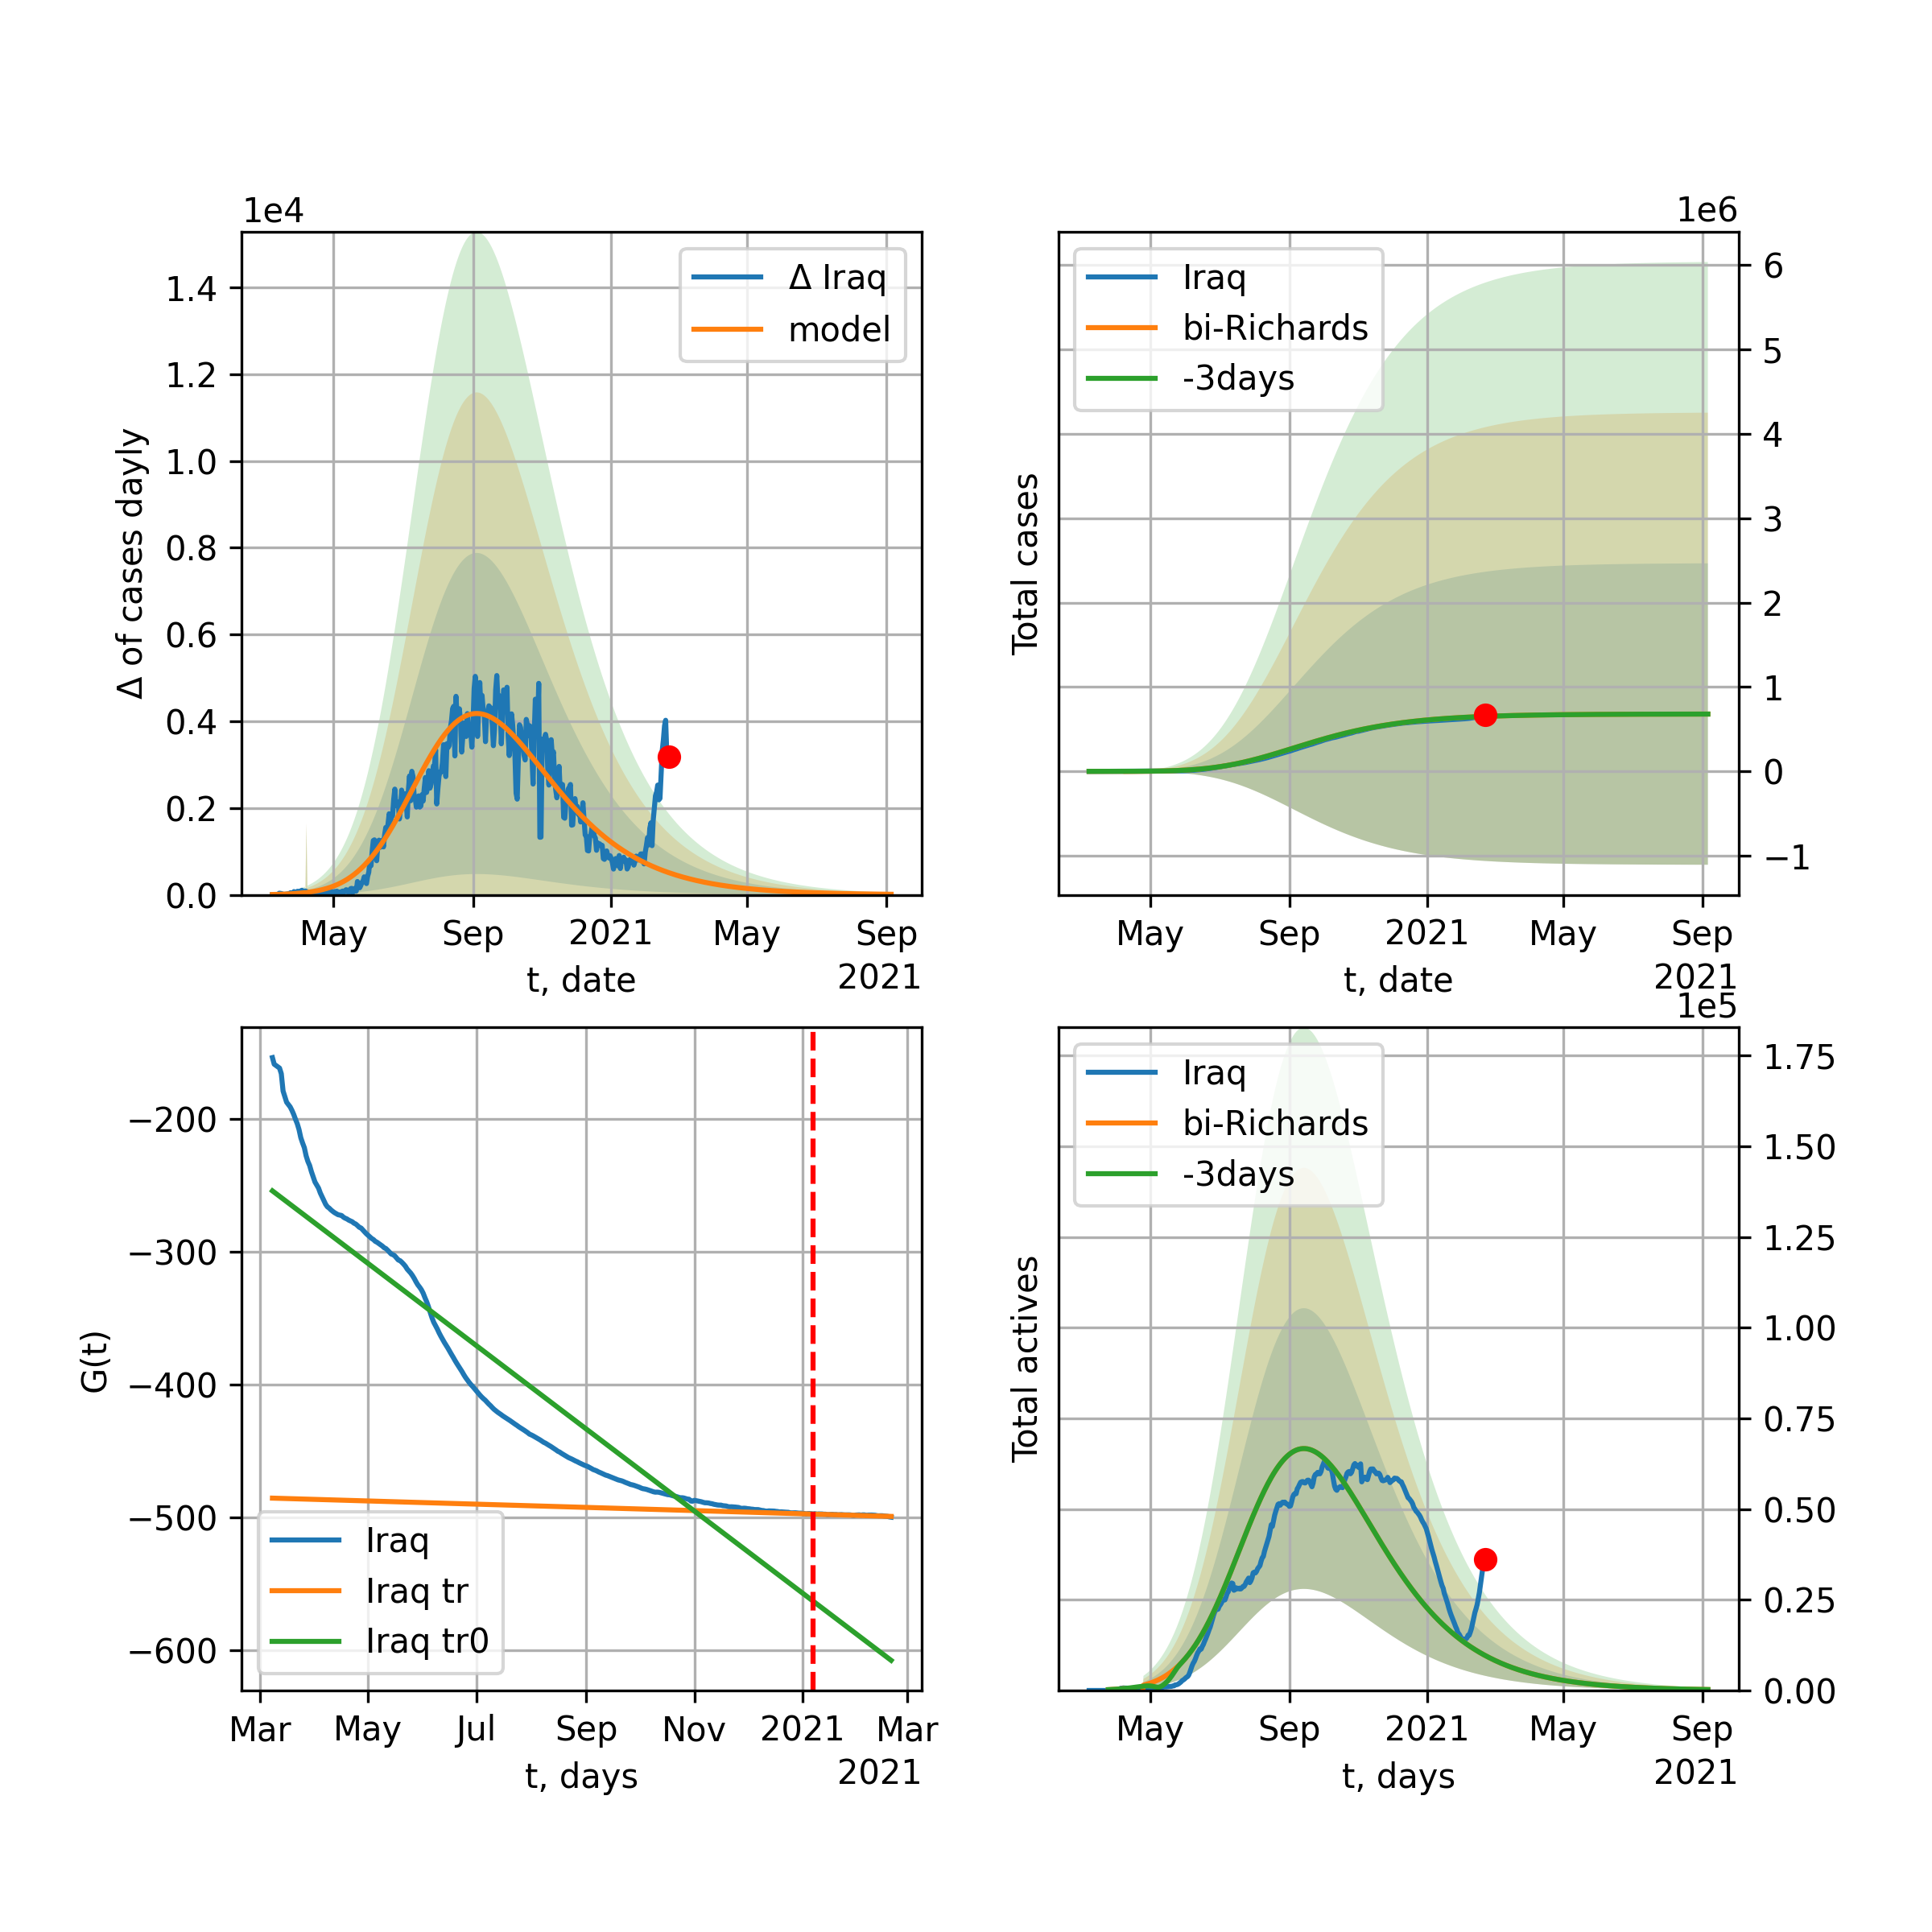 1e4
Δ of cases dayly
1.4
1.2
1.0
0.8
0.6
0.4
0.2
0.0
Δ Iraq
model
May Sep 2021 May Sep
2021
t, date
1e6
Total cases
6
5
4
3
2
1
0
−1
Iraq
bi-Richards
-3days
May Sep 2021 May Sep
2021
t, date
G(t)
−200
−300
−400
−500
−600
Iraq
Iraq tr
Iraq tr0
Mar May Jul Sep Nov 2021 Mar
2021
t, days
1e5
Total actives
1.75
1.50
1.25
1.00
0.75
0.50
0.25
0.00
Iraq
bi-Richards
-3days
May Sep 2021 May Sep
2021
t, days